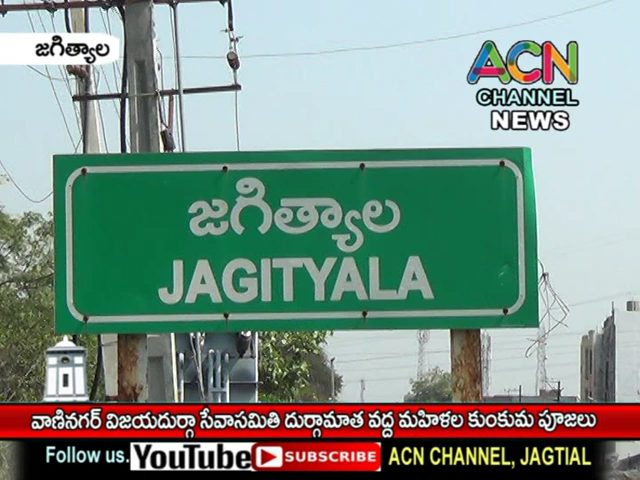 జగిత్యాల
ACN
CHANNEL
NEWS
జగిత్యాల
JAGITYALA
వాణినగర్ విజయదుర్గా సేవాసమితి దుర్గామాత వద్ద మహిళల కుంకుమ పూజలు
Follow us. YouTube SUBSCRIBE ACN CHANNEL, JAGTIAL